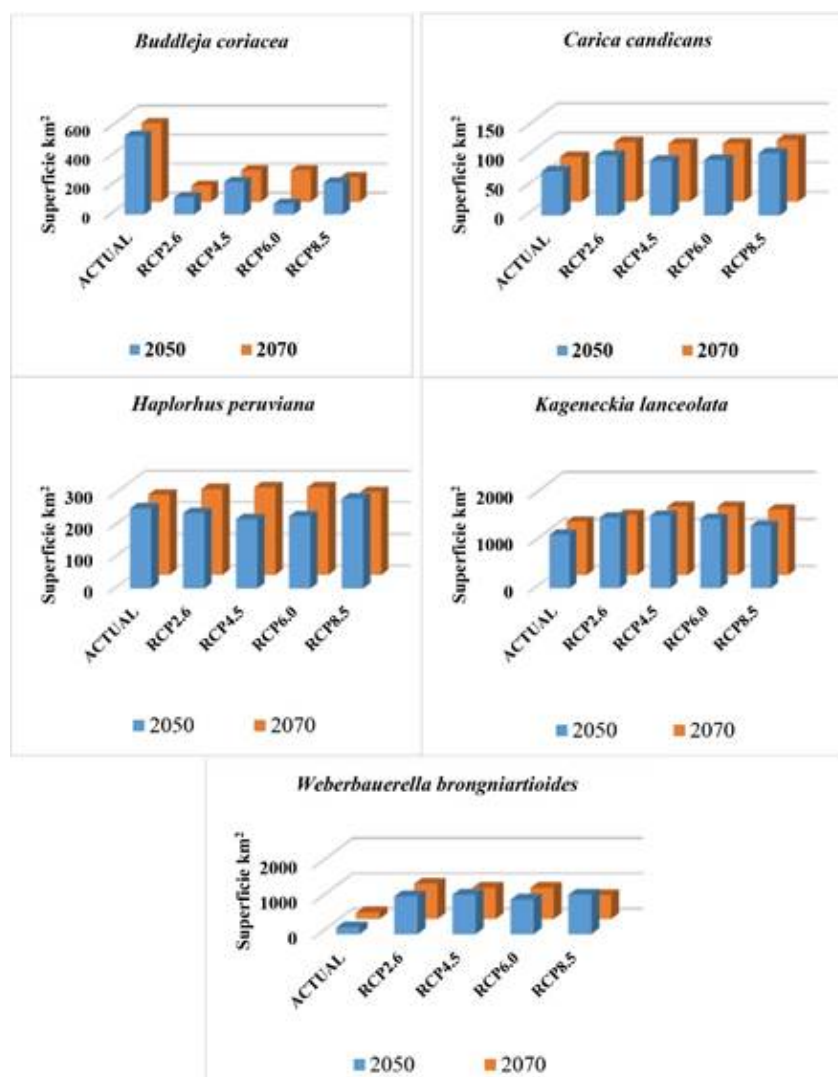 Buddleja coriacea
Superficie km²
600
400
200
0
ACTUAL
RCP2.6
RCP4.5
RCP6.0
RCP8.5
2050 2070
Carica candicans
Superficie km²
150
100
50
0
ACTUAL
RCP2.6
RCP4.5
RCP6.0
RCP8.5
2050 2070
Haplorhus peruviana
Superficie km²
300
200
100
0
ACTUAL
RCP2.6
RCP4.5
RCP6.0
RCP8.5
2050 2070
Kageneckia lanceolata
Superficie km²
2000
1000
0
ACTUAL
RCP2.6
RCP4.5
RCP6.0
RCP8.5
2050 2070
Weberbauerella brongniartioides
Superficie km²
2000
1000
0
ACTUAL
RCP2.6
RCP4.5
RCP6.0
RCP8.5
2050 2070